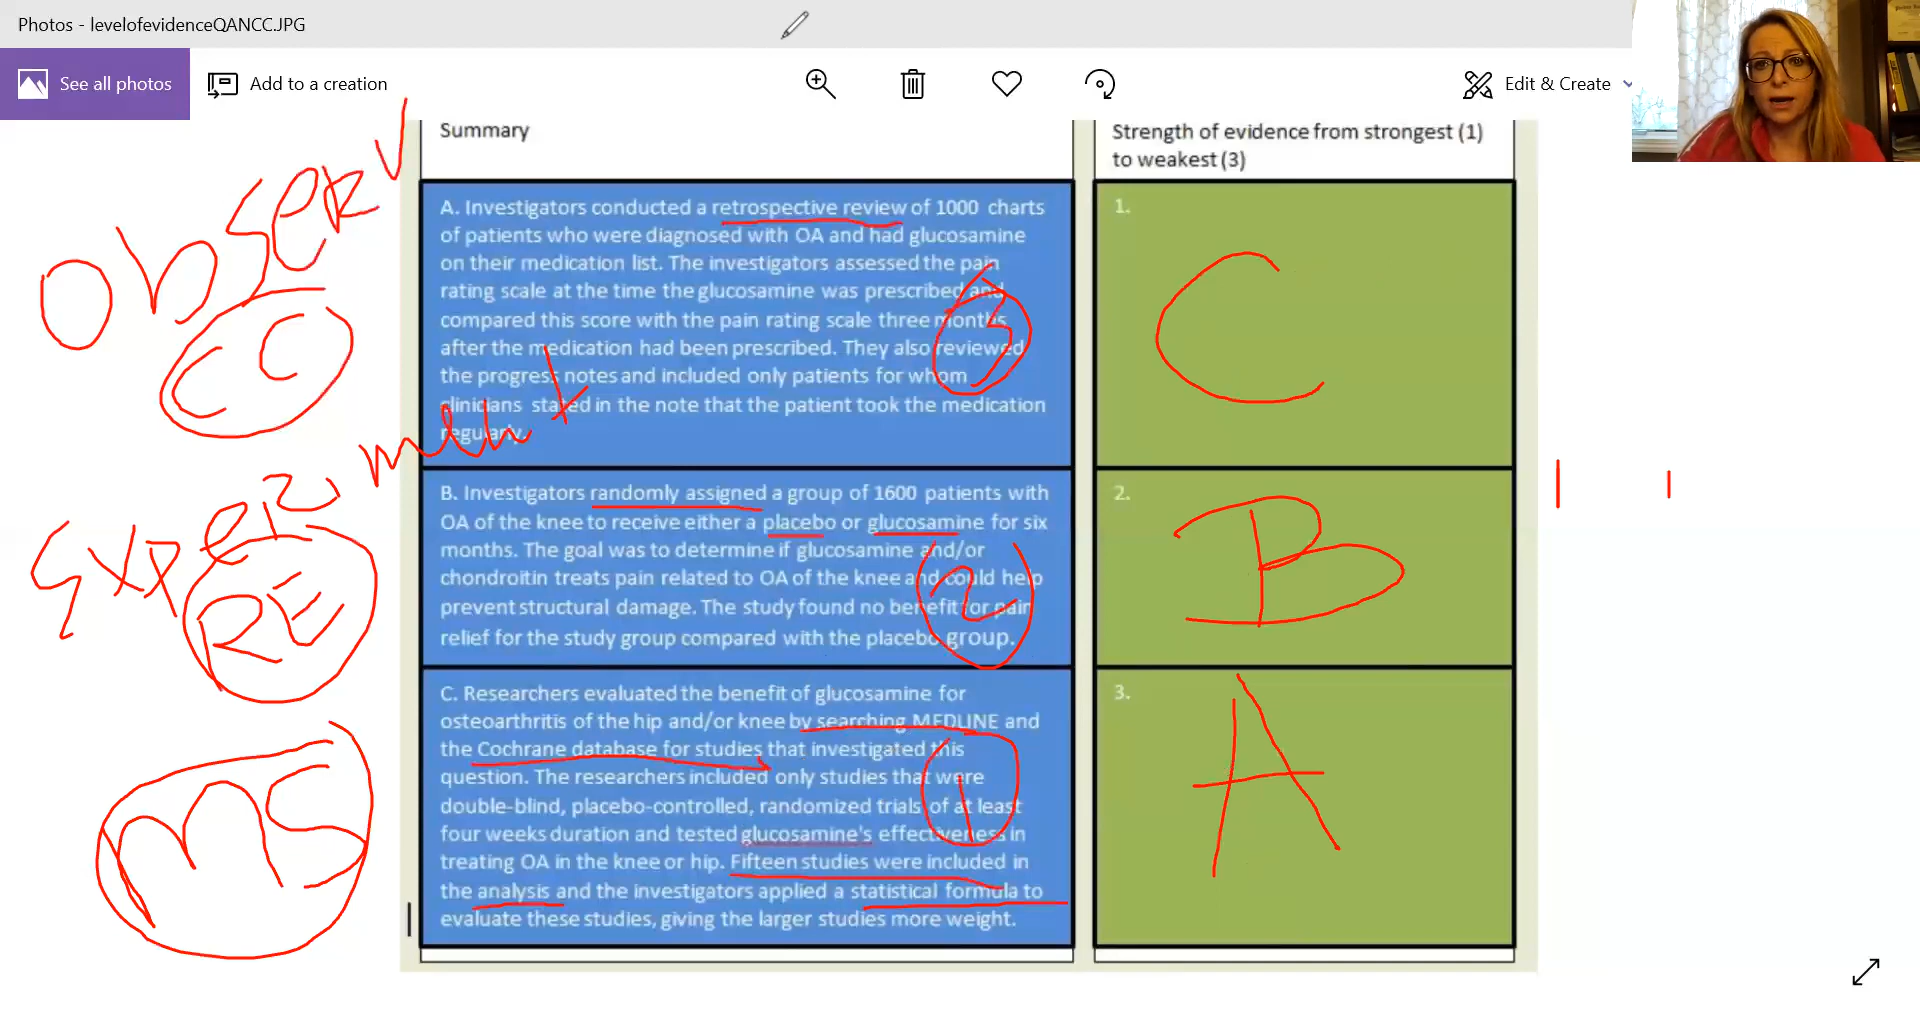 Photos - levelofevidenceQANCC.JPG
See all photos
Add to a creation
Edit & Create
Summary
Strength of evidence from strongest (1)
to weakest (3)
A. Investigators conducted a retrospective review of 1000 charts
of patients who were diagnosed with OA and had glucosamine
on their medication list. The investigators assessed the pain
rating scale at the time the glucosamine was prescribed and
compared this score with the pain rating scale three months
after the medication had been prescribed. They also reviewed
the progress notes and included only patients for whom
clinicians stated in the note that the patient took the medication
regularly.
3
1.
C
B. Investigators randomly assigned a group of 1600 patients with
OA of the knee to receive either a placebo or glucosamine for six
months. The goal was to determine if glucosamine and/or
chondroitin treats pain related to OA of the knee and could help
prevent structural damage. The study found no benefit for pain
relief for the study group compared with the placebo group.
2
2.
B
C. Researchers evaluated the benefit of glucosamine for
osteoarthritis of the hip and/or knee by searching MEDLINE and
the Cochrane database for studies that investigated this
question. The researchers included only studies that were
double-blind, placebo-controlled, randomized trials of at least
four weeks duration and tested glucosamine's effectiveness in
treating OA in the knee or hip. Fifteen studies were included in
the analysis and the investigators applied a statistical formula to
evaluate these studies, giving the larger studies more weight.
1
3.
A
ObSERV
CC
ExpERiment
RE
MS